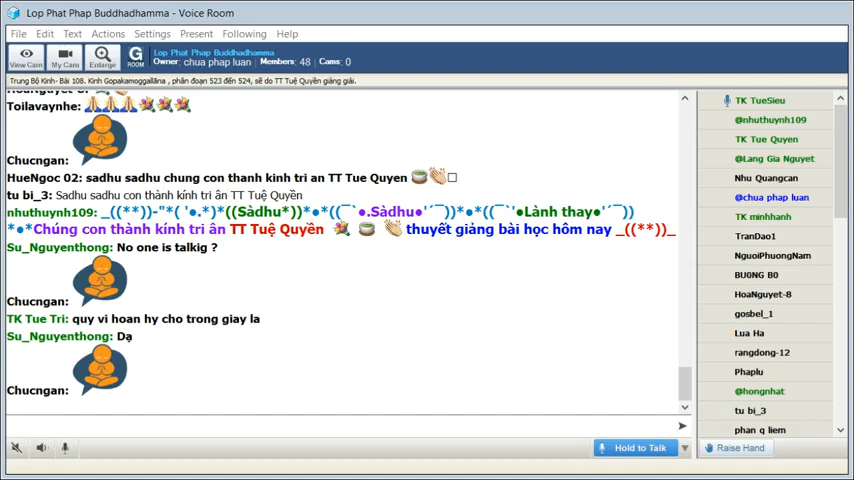 Lop Phat Phap Buddhadhamma - Voice Room
File Edit Text Actions Settings Present Following Help
View Cam My Cam Enlarge G ROOM
Lop Phat Phap Buddhadhamma
Owner: chua phap luan Members: 48 Cams: 0
Trung Bộ Kinh- Bài 108. Kinh Gopakamoggallāna , phân đoạn 523 đến 524, sẽ do TT Tuệ Quyền giảng giải.
HoaNguyet-8:
Toilavaynhe:
Chucngan:
HueNgoc 02: sadhu sadhu chung con thanh kinh tri an TT Tue Quyen
tu bi_3: Sadhu sadhu con thành kính tri ân TT Tuệ Quyền
nhuthuynh109: _((**))-"*( '●.*)*((Sàdhu*))*●*((¯`●.Sàdhu●'´¯))*●*((¯`'●Lành thay●'´¯))
*●*Chúng con thành kính tri ân TT Tuệ Quyền thuyết giảng bài học hôm nay _((**))_
Su_Nguyenthong: No one is talkig ?
Chucngan:
TK Tue Tri: quy vi hoan hy cho trong giay la
Su_Nguyenthong: Dạ
Chucngan:
Hold to Talk
Raise Hand
TK TueSieu
@nhuthuynh109
TK Tue Quyen
@Lang Gia Nguyet
Nhu Quangcan
@chua phap luan
TK minhhanh
TranDao1
NguoiPhuongNam
BU0NG B0
HoaNguyet-8
gosbel_1
Lua Ha
rangdong-12
Phaplu
@hongnhat
tu bi_3
phan q liem